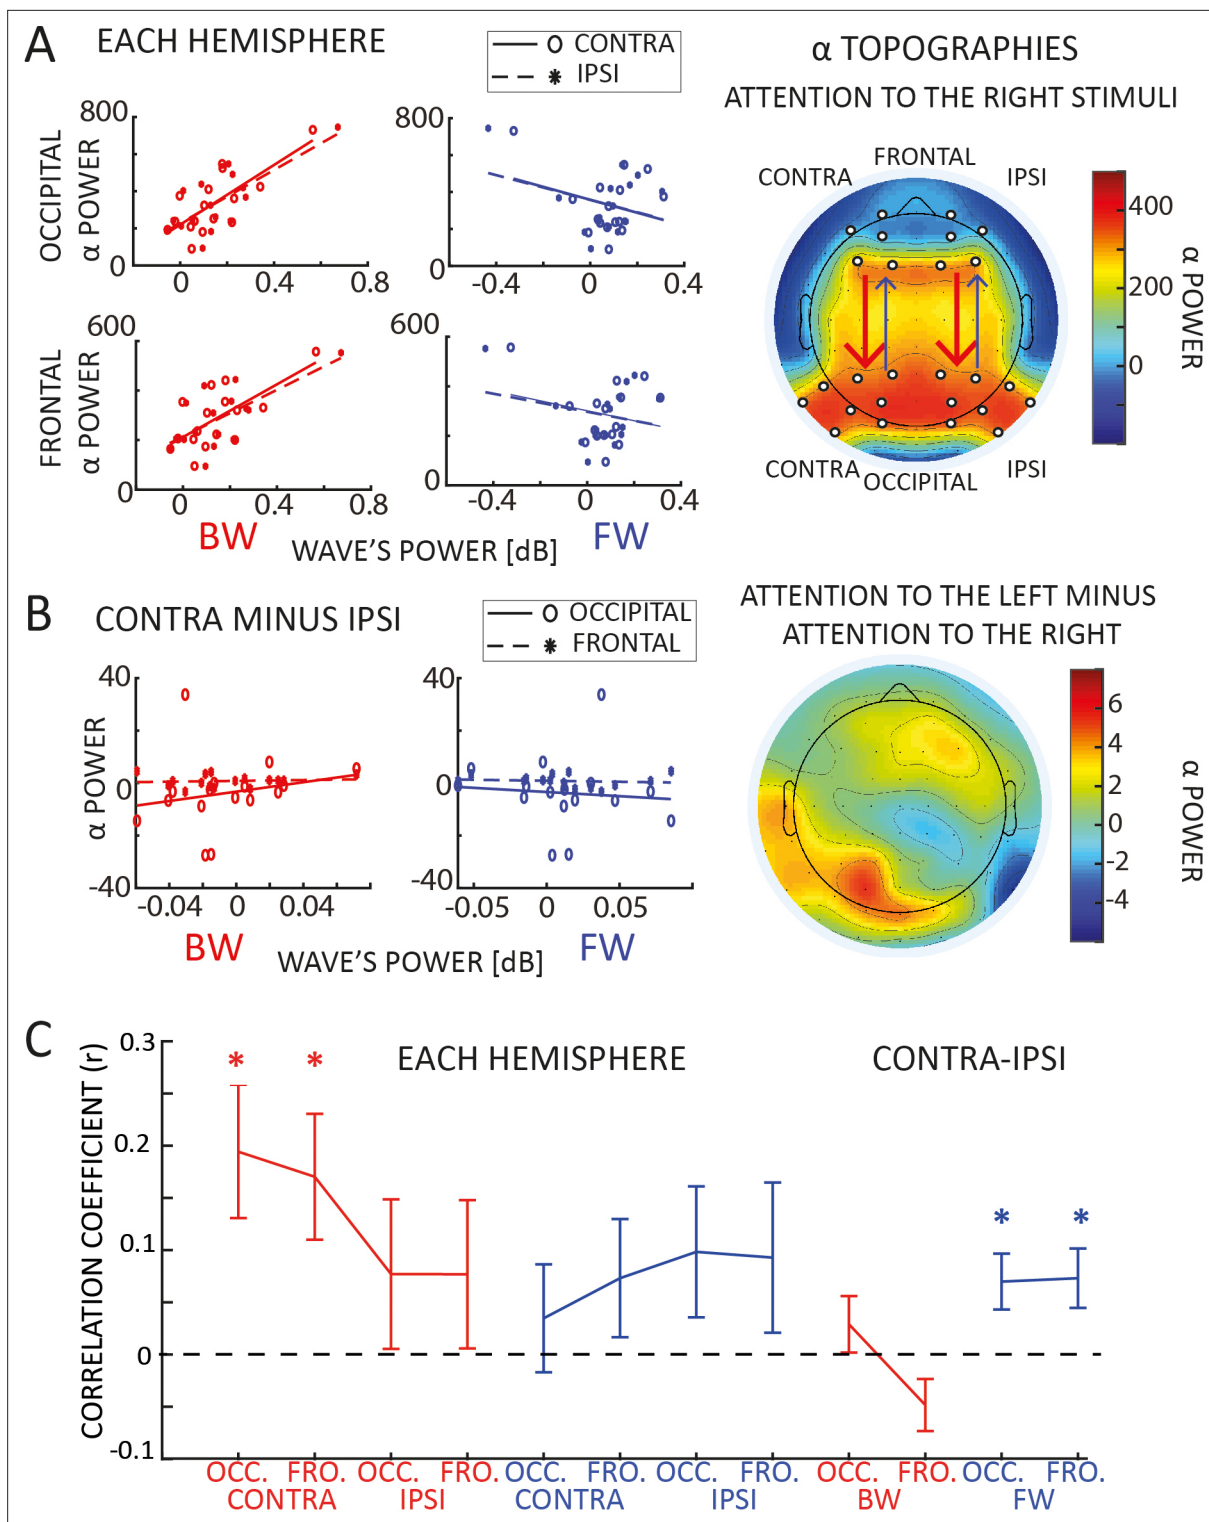 A
EACH HEMISPHERE
CONTRA
IPSI
α TOPOGRAPHIES
ATTENTION TO THE RIGHT STIMULI
OCCIPITAL
α POWER
800
400
0
0 0.4 0.8
800
400
0
-0.4 0 0.4
FRONTAL
CONTRA IPSI
CONTRA IPSI
OCCIPITAL
400
200
0
α POWER
FRONTAL
α POWER
600
300
0
0 0.4 0.8
600
300
0
-0.4 0 0.4
BW
WAVE'S POWER [dB]
FW
B
CONTRA MINUS IPSI
OCCIPITAL
FRONTAL
ATTENTION TO THE LEFT MINUS
ATTENTION TO THE RIGHT
α POWER
40
0
-40
-0.04 0 0.04
40
0
-40
-0.05 0 0.05
BW
WAVE'S POWER [dB]
FW
6
4
2
0
-2
-4
α POWER
C
EACH HEMISPHERE
CONTRA-IPSI
CORRELATION COEFFICIENT (r)
0.3
0.2
0.1
0
-0.1
* *
* *
OCC. FRO. OCC. FRO. OCC. FRO. OCC. FRO. OCC. FRO. OCC. FRO.
CONTRA IPSI CONTRA IPSI BW FW